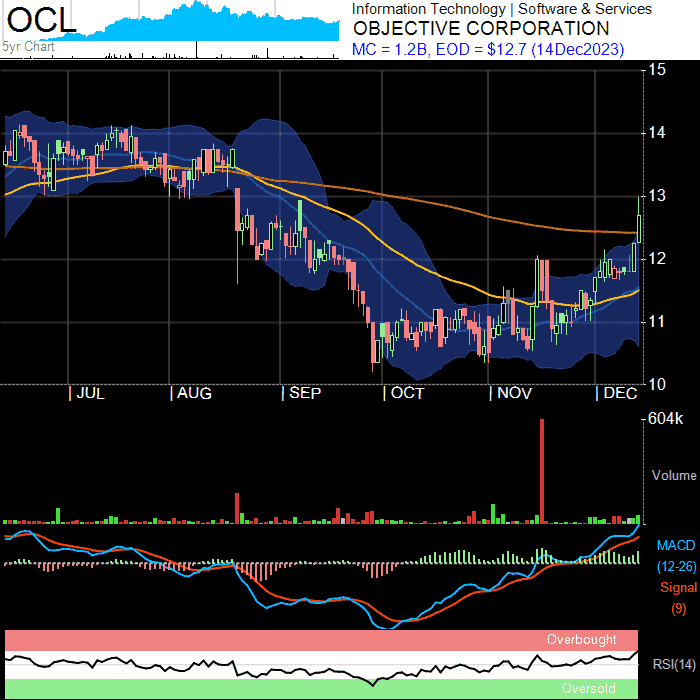 OCL
5yr Chart
Information Technology | Software & Services
OBJECTIVE CORPORATION
MC = 1.2B, EOD = $12.7 (14Dec2023)
15
14
13
12
11
10
| JUL | AUG | SEP | OCT | NOV | DEC
604k
Volume
MACD
(12-26)
Signal
(9)
Overbought
RSI(14)
Oversold